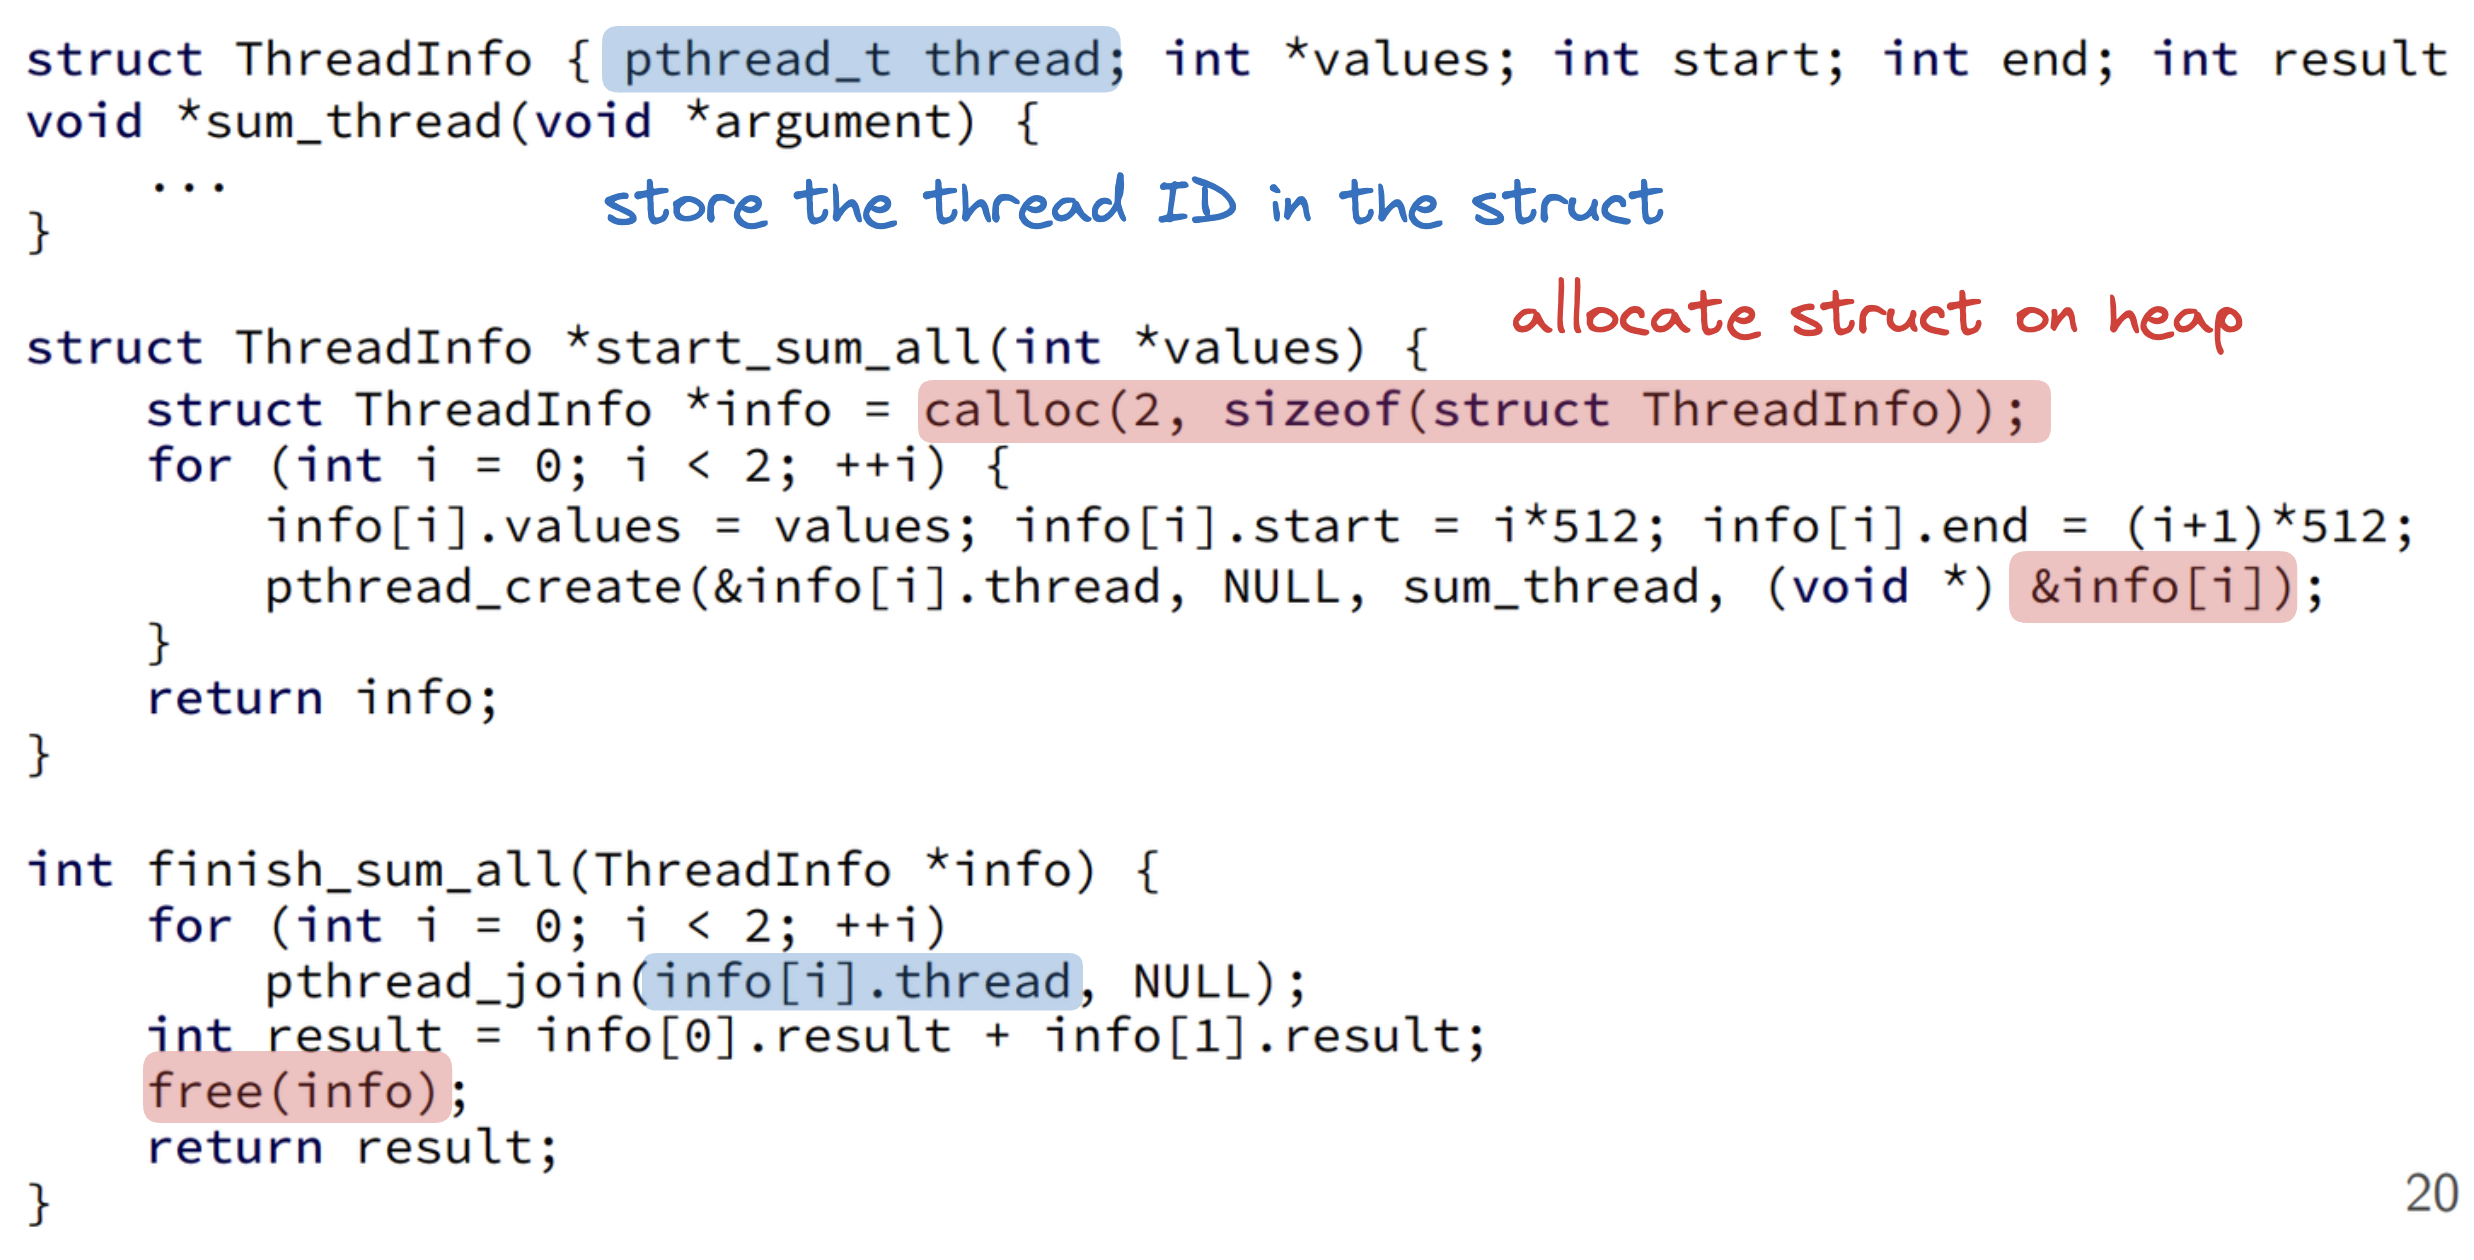 struct ThreadInfo { pthread_t thread; int *values; int start; int end; int result
void *sum_thread(void *argument) {
    ...
store the thread ID in the struct
}
allocate struct on heap
struct ThreadInfo *start_sum_all(int *values) {
    struct ThreadInfo *info = calloc(2, sizeof(struct ThreadInfo));
    for (int i = 0; i < 2; ++i) {
        info[i].values = values; info[i].start = i*512; info[i].end = (i+1)*512;
        pthread_create(&info[i].thread, NULL, sum_thread, (void *) &info[i]);
    }
    return info;
}
int finish_sum_all(ThreadInfo *info) {
    for (int i = 0; i < 2; ++i)
        pthread_join(info[i].thread, NULL);
    int result = info[0].result + info[1].result;
    free(info);
    return result;
}
20